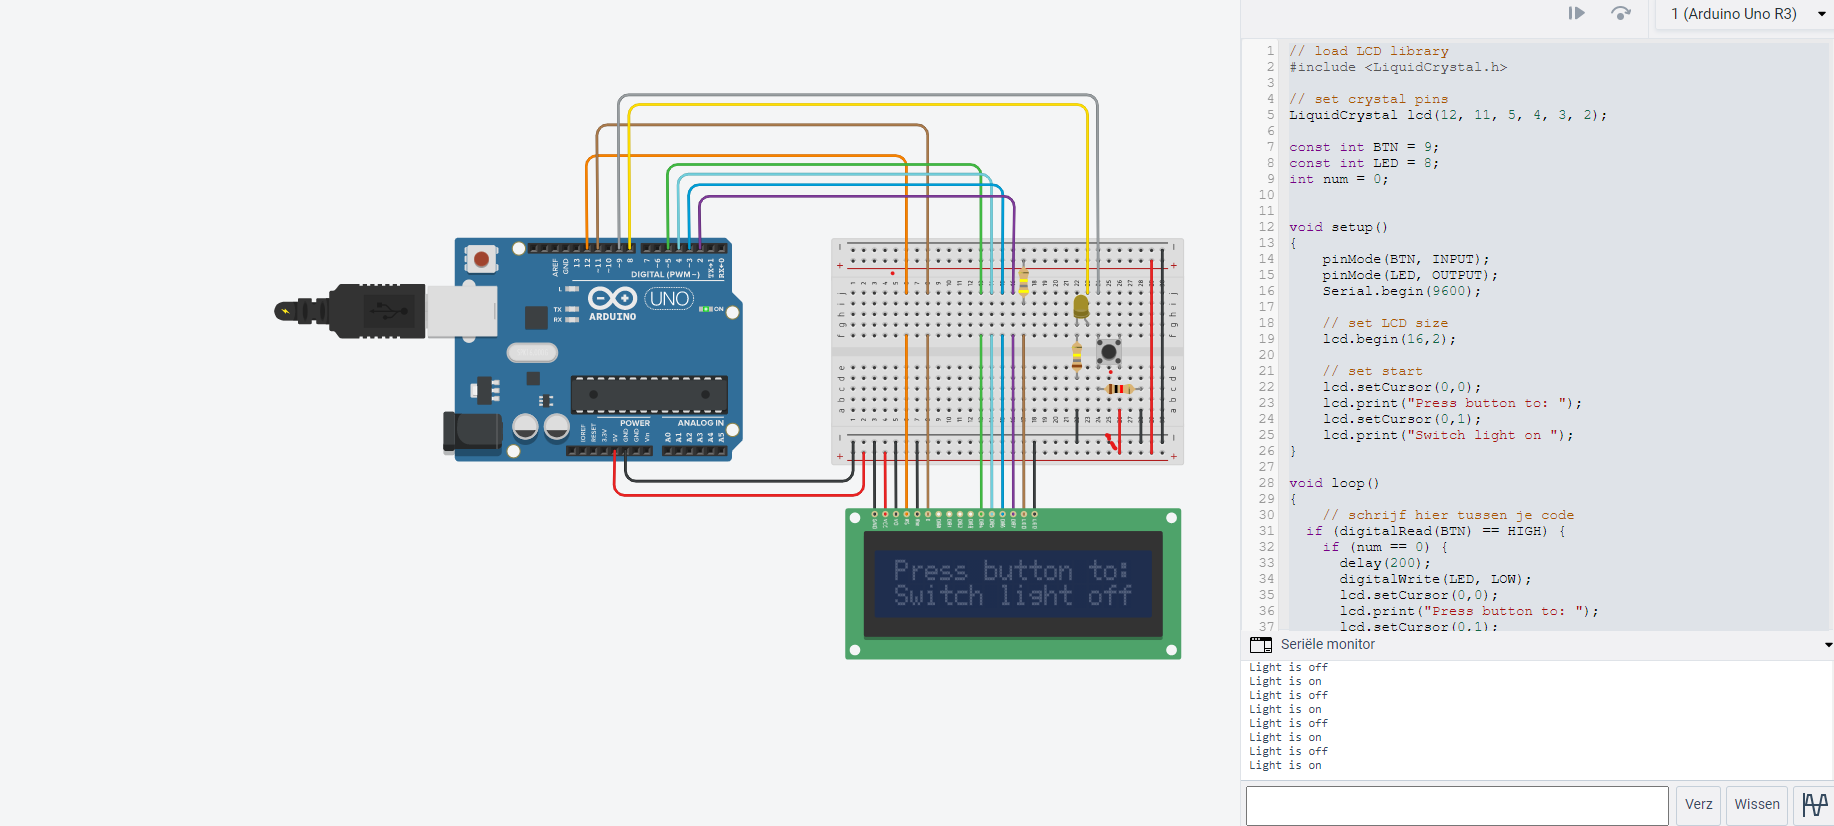 1 (Arduino Uno R3)
1 // load LCD library
2 #include <LiquidCrystal.h>
3
4 // set crystal pins
5 LiquidCrystal lcd(12, 11, 5, 4, 3, 2);
6
7 const int BTN = 9;
8 const int LED = 8;
9 int num = 0;
10
11
12 void setup()
13 {
14 pinMode(BTN, INPUT);
15 pinMode(LED, OUTPUT);
16 Serial.begin(9600);
17
18 // set LCD size
19 lcd.begin(16,2);
20
21 // set start
22 lcd.setCursor(0,0);
23 lcd.print("Press button to: ");
24 lcd.setCursor(0,1);
25 lcd.print("Switch light on ");
26 }
27
28 void loop()
29 {
30 // schrijf hier tussen je code
31 if (digitalRead(BTN) == HIGH) {
32 if (num == 0) {
33 delay(200);
34 digitalWrite(LED, LOW);
35 lcd.setCursor(0,0);
36 lcd.print("Press button to: ");
37 lcd.setCursor(0,1);
Seriële monitor
Light is off
Light is on
Light is off
Light is on
Light is off
Light is on
Light is off
Light is on
Verz
Wissen
AREF
GND
13
12
~11
~10
~9
8
7
~6
~5
4
~3
2
TX→1
RX←0
DIGITAL (PWM~)
L
TX
RX
UNO
ARDUINO
ON
IOREF
RESET
3.3V
5V
GND
GND
Vin
POWER
ANALOG IN
A0
A1
A2
A3
A4
A5
Press button to:
Switch light off